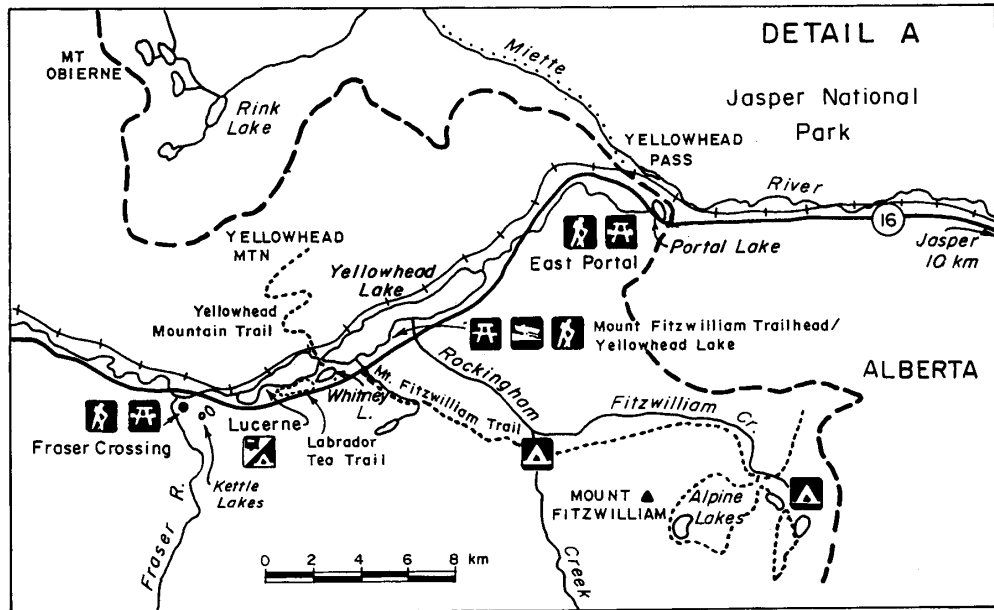 DETAIL A
MT
OBIERNE
Miette
Jasper National
Park
Rink
Lake
YELLOWHEAD
PASS
River
16
YELLOWHEAD
MTN
Portal Lake
East Portal
Jasper
10 km
Yellowhead
Lake
Yellowhead
Mountain Trail
Mount Fitzwilliam Trailhead/
Yellowhead Lake
ALBERTA
Rockingham
Mt. Fitzwilliam Trail
Whitney
L.
Fitzwilliam
Cr.
Lucerne
Labrador
Tea Trail
Fraser Crossing
Kettle
Lakes
MOUNT
FITZWILLIAM
Alpine
Lakes
Fraser R.
Creek
0 2 4 6 8 km